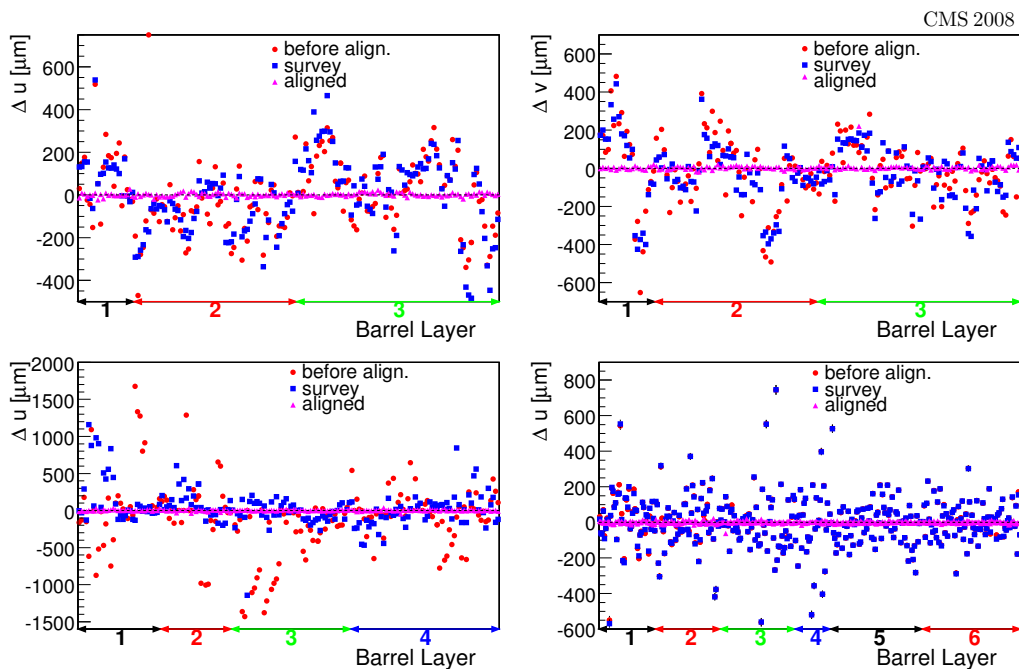 CMS 2008
Δ u [μm]
before align.
survey
aligned
600
400
200
0
-200
-400
1 2 3
Barrel Layer
Δ v [μm]
before align.
survey
aligned
600
400
200
0
-200
-400
-600
1 2 3
Barrel Layer
Δ u [μm]
before align.
survey
aligned
2000
1500
1000
500
0
-500
-1000
-1500
1 2 3 4
Barrel Layer
Δ u [μm]
before align.
survey
aligned
800
600
400
200
0
-200
-400
-600
1 2 3 4 5 6
Barrel Layer